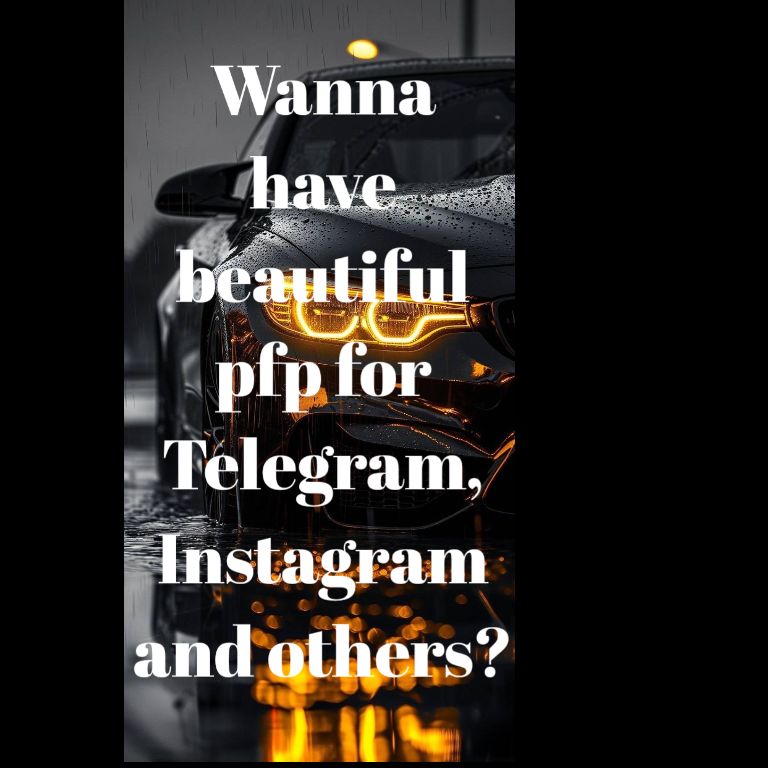 Wanna
have
beautiful
pfp for
Telegram,
Instagram
and others?